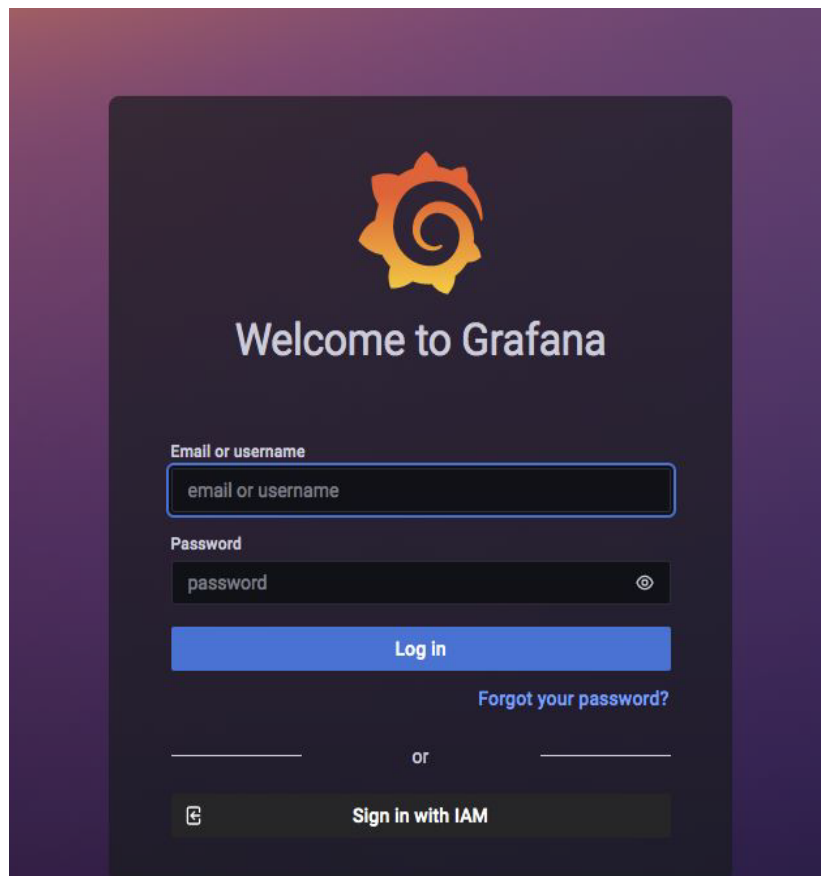 Welcome to Grafana
Email or username
email or username
Password
password
Log in
Forgot your password?
or
Sign in with IAM